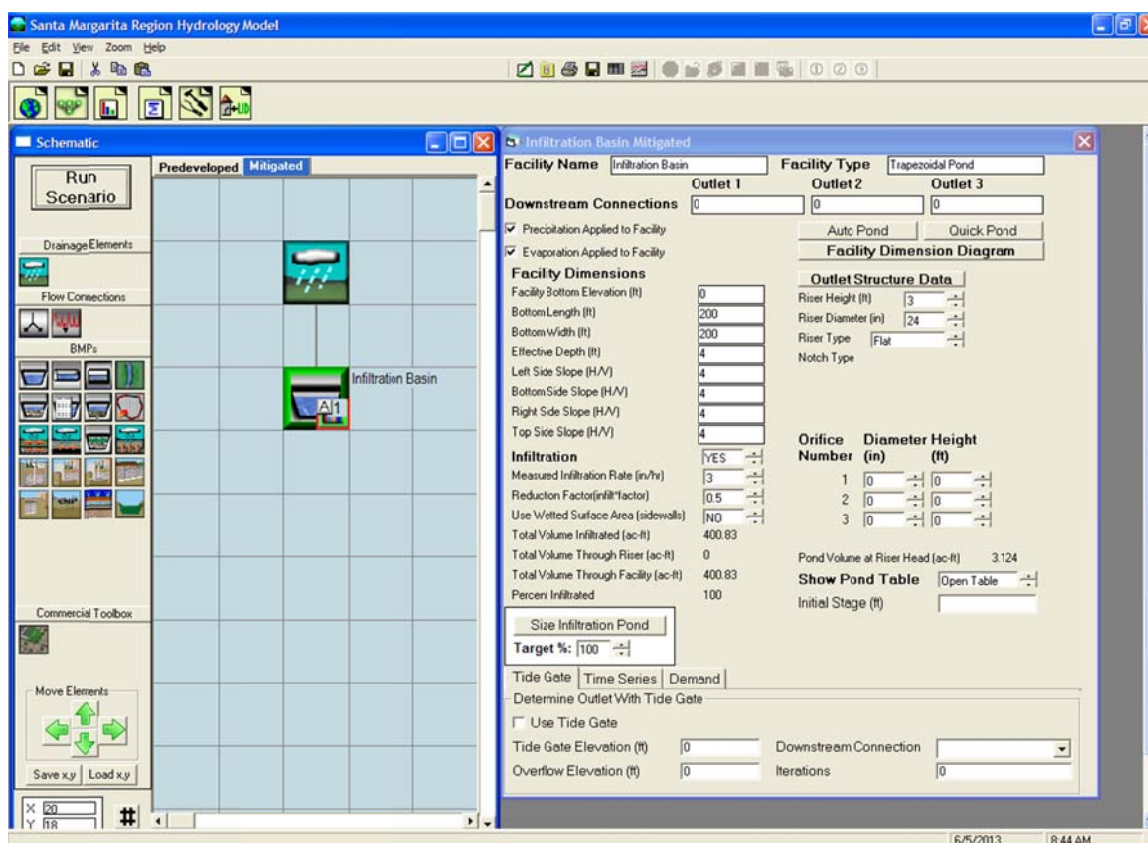 Santa Margarita Region Hydrology Model
File Edit View Zoom Help
Schematic
Run Scenario
Predeveloped Mitigated
Drainage Elements
Flow Connections
BMPs
Infiltration Basin
A 1
Commercial Toolbox
Move Elements
Save x,y Load x,y
X 20
Y 18
#
Infiltration Basin Mitigated
Facility Name Infiltration Basin Facility Type Trapezoidal Pond
Outlet 1 Outlet 2 Outlet 3
Downstream Connections 0 0 0
Precipitation Applied to Facility Auto Pond Quick Pond
Evaporation Applied to Facility Facility Dimension Diagram
Facility Dimensions Outlet Structure Data
Facility Bottom Elevation (ft) 0 Riser Height (ft) 3
Bottom Length (ft) 200 Riser Diameter (in) 24
Bottom Width (ft) 200 Riser Type Flat
Effective Depth (ft) 4 Notch Type
Left Side Slope (H/V) 4
Bottom Side Slope (H/V) 4
Right Side Slope (H/V) 4
Top Side Slope (H/V) 4
Orifice Number Diameter (in) Height (ft)
1 0 0
2 0 0
3 0 0
Infiltration YES
Measured Infiltration Rate (in/hr) 3
Reducton Factor(infilt*factor) 0.5
Use Wetted Surface Area (sidewalls) NO
Total Volume Infiltrated (ac-ft) 400.83
Total Volume Through Riser (ac-ft) 0
Total Volume Through Facility (ac-ft) 400.83
Percent Infiltrated 100
Pond Volume at Riser Head (ac-ft) 3.124
Show Pond Table Open Table
Initial Stage (ft)
Size Infiltration Pond
Target %: 100
Tide Gate Time Series Demand
Determine Outlet With Tide Gate
Use Tide Gate
Tide Gate Elevation (ft) 0 Downstream Connection
Overflow Elevation (ft) 0 Iterations 0
6/5/2013 8:44 AM